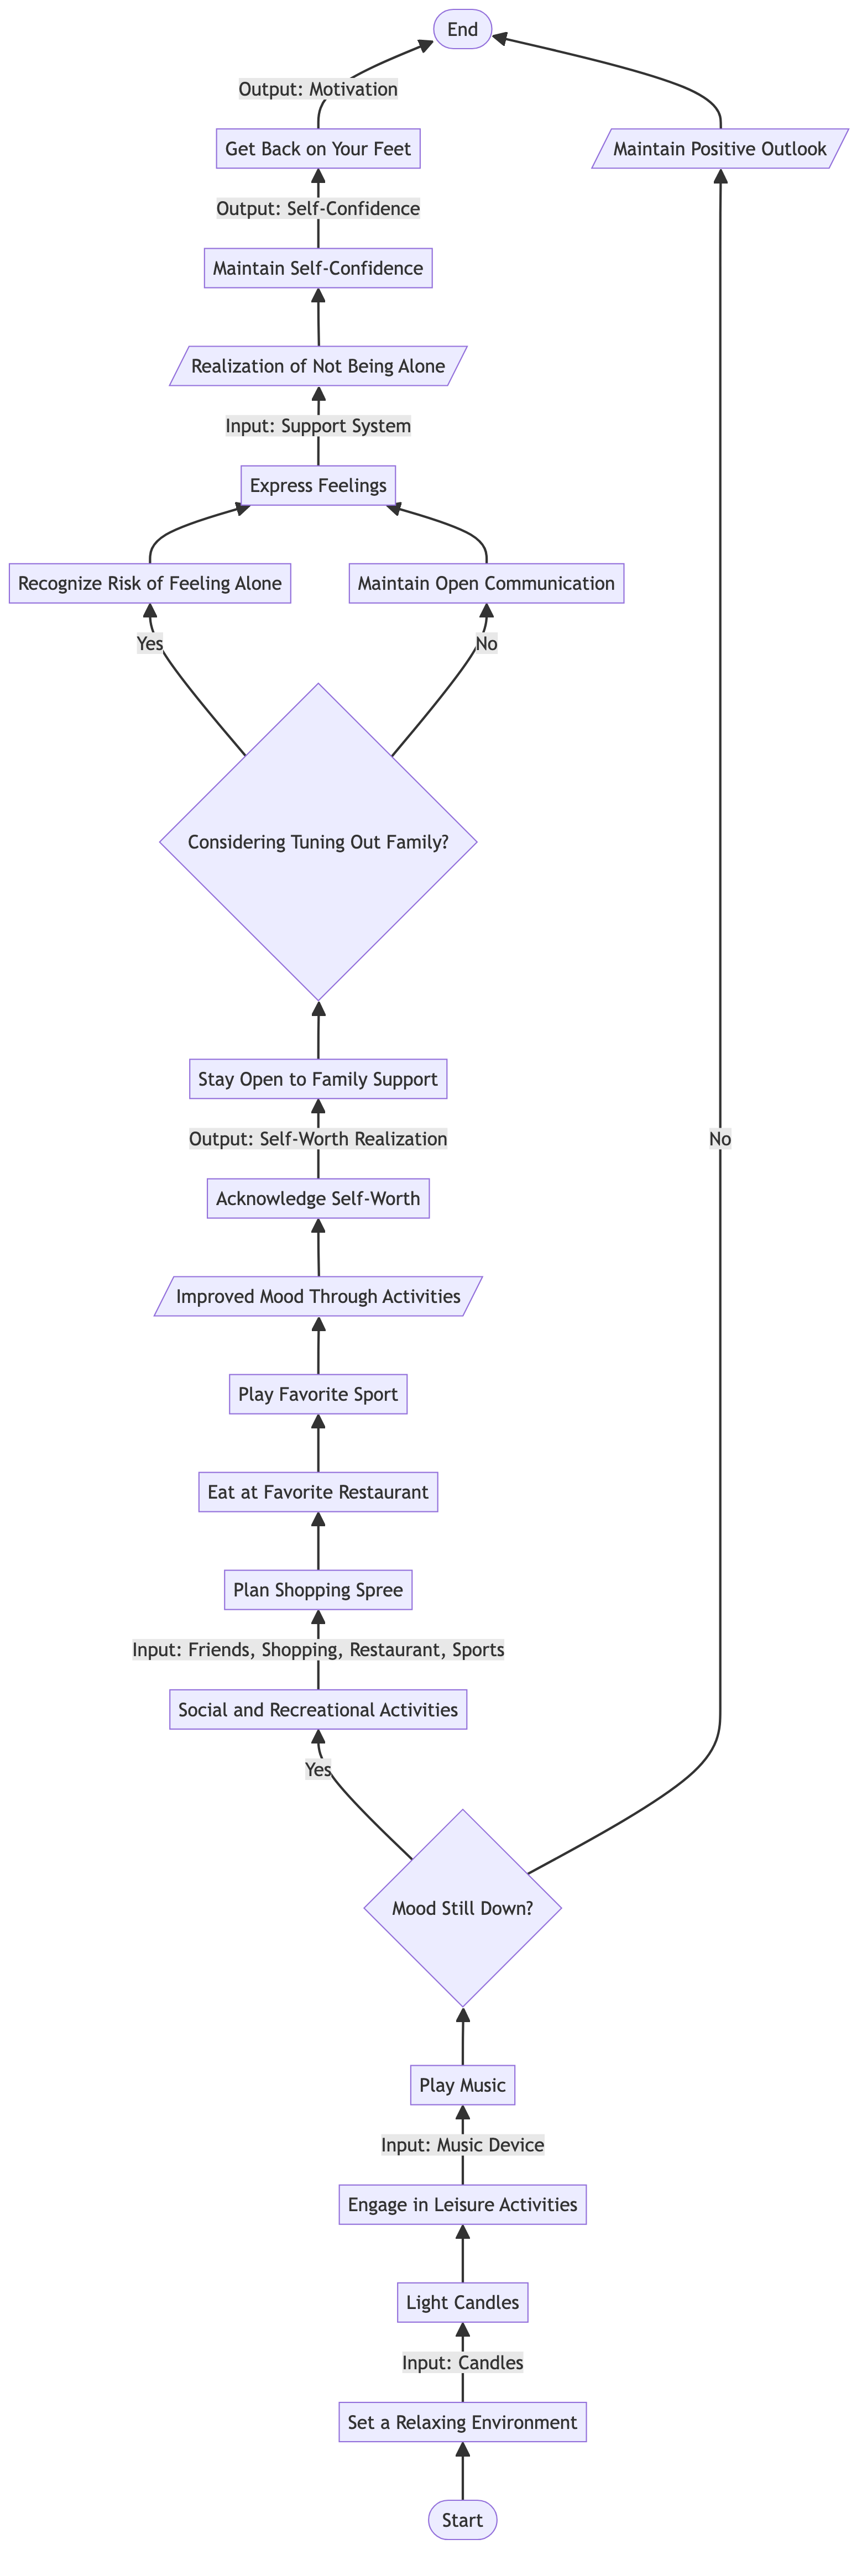 End
Output: Motivation
Get Back on Your Feet
Maintain Positive Outlook
Output: Self-Confidence
Maintain Self-Confidence
Realization of Not Being Alone
Input: Support System
Express Feelings
Recognize Risk of Feeling Alone
Maintain Open Communication
Yes
No
Considering Tuning Out Family?
Stay Open to Family Support
Output: Self-Worth Realization
No
Acknowledge Self-Worth
Improved Mood Through Activities
Play Favorite Sport
Eat at Favorite Restaurant
Plan Shopping Spree
Input: Friends, Shopping, Restaurant, Sports
Social and Recreational Activities
Yes
Mood Still Down?
Play Music
Input: Music Device
Engage in Leisure Activities
Light Candles
Input: Candles
Set a Relaxing Environment
Start